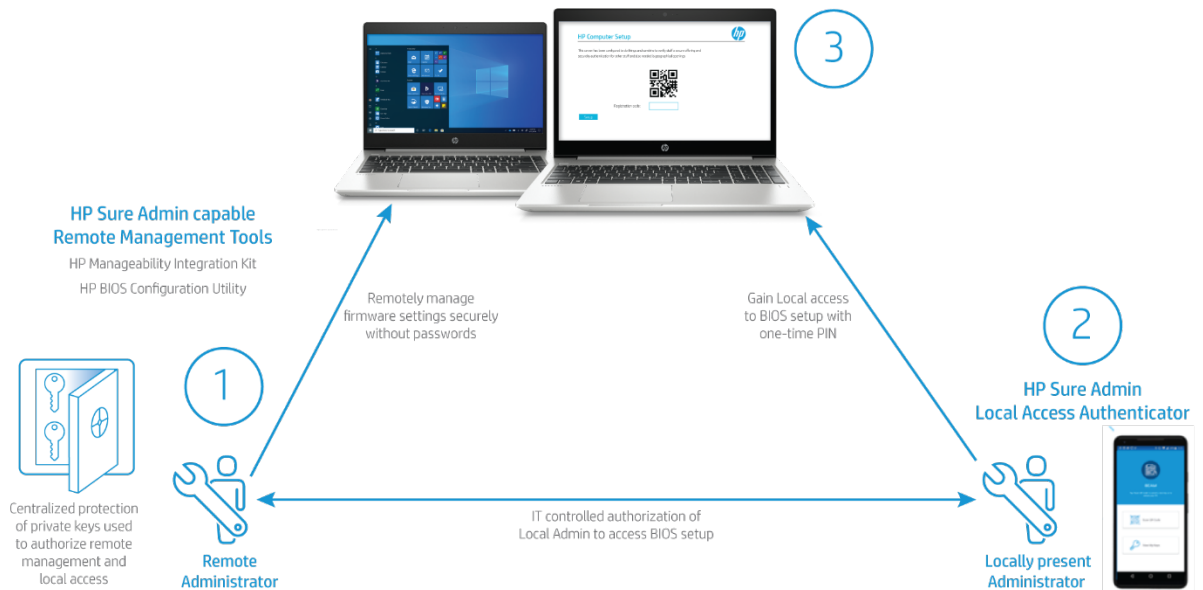 hp
HP Computer Setup
3
HP Sure Admin capable
Remote Management Tools
HP Manageability Integration Kit
HP BIOS Configuration Utility
Remotely manage
firmware settings securely
without passwords
Gain Local access
to BIOS setup with
one-time PIN
2
HP Sure Admin
Local Access Authenticator
1
Centralized protection
of private keys used
to authorize remote
management and
local access
Remote
Administrator
IT controlled authorization of
Local Admin to access BIOS setup
Locally present
Administrator